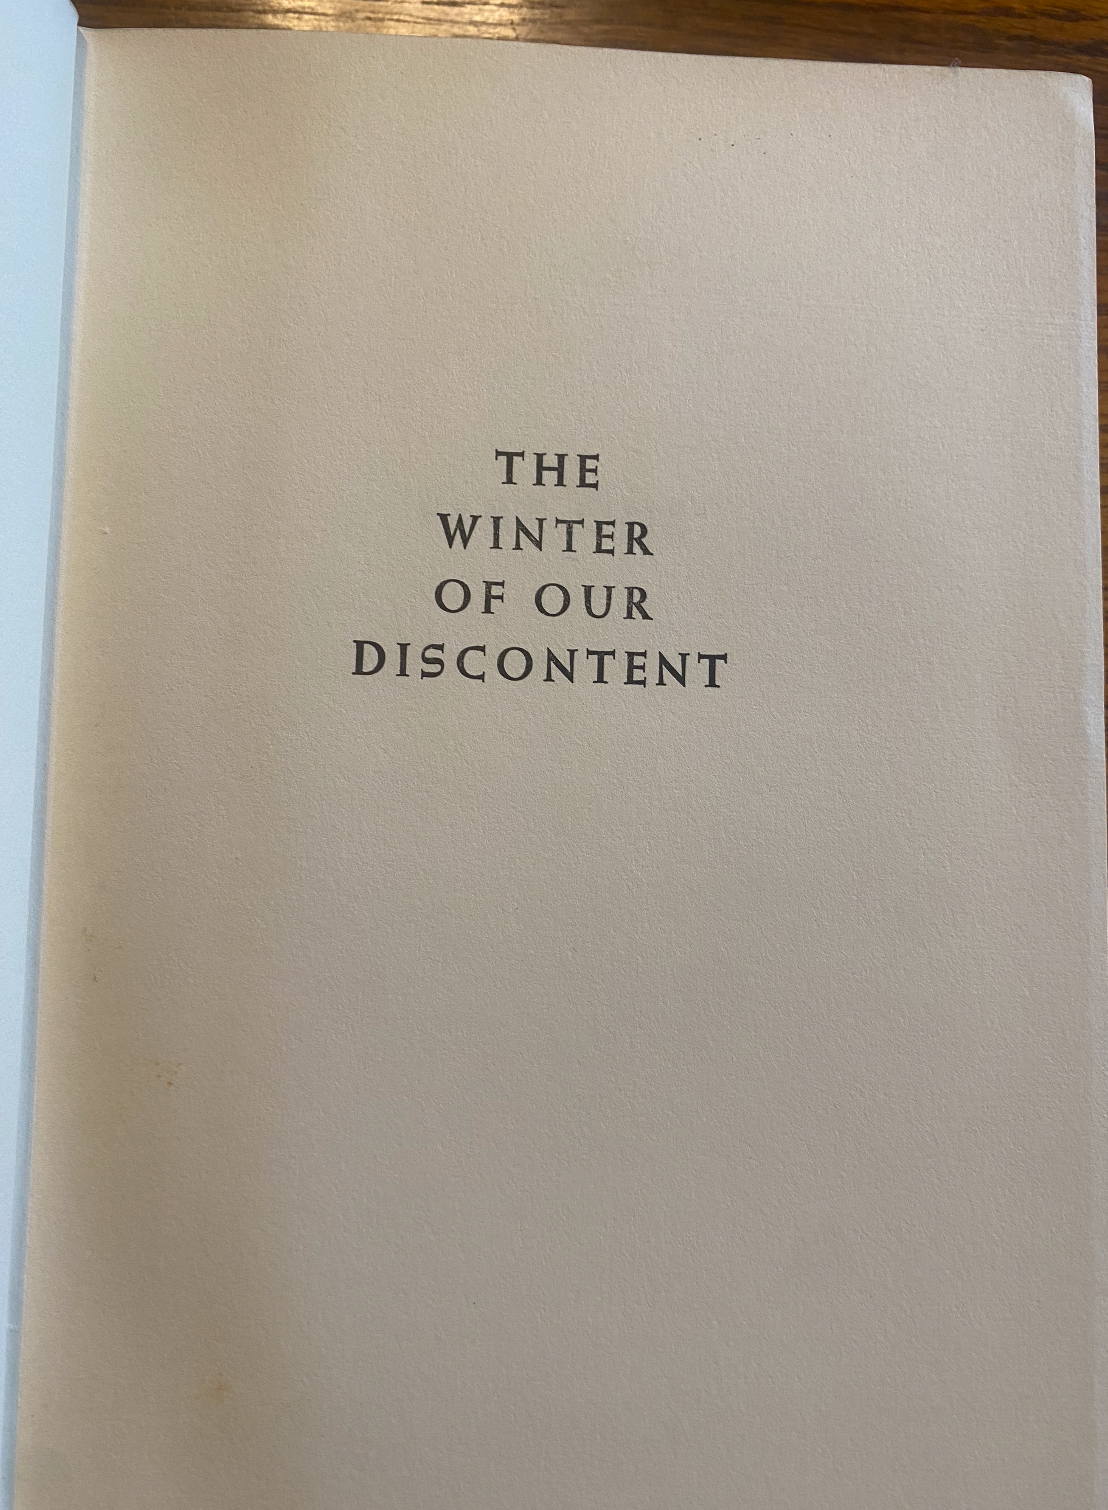 THE
WINTER
OF OUR
DISCONTENT